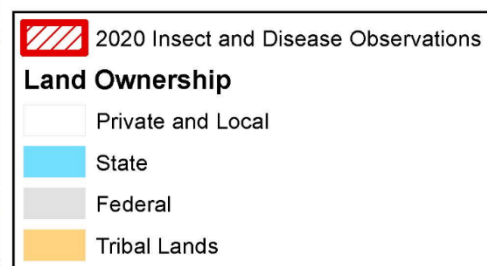 2020 Insect and Disease Observations
Land Ownership
Private and Local
State
Federal
Tribal Lands